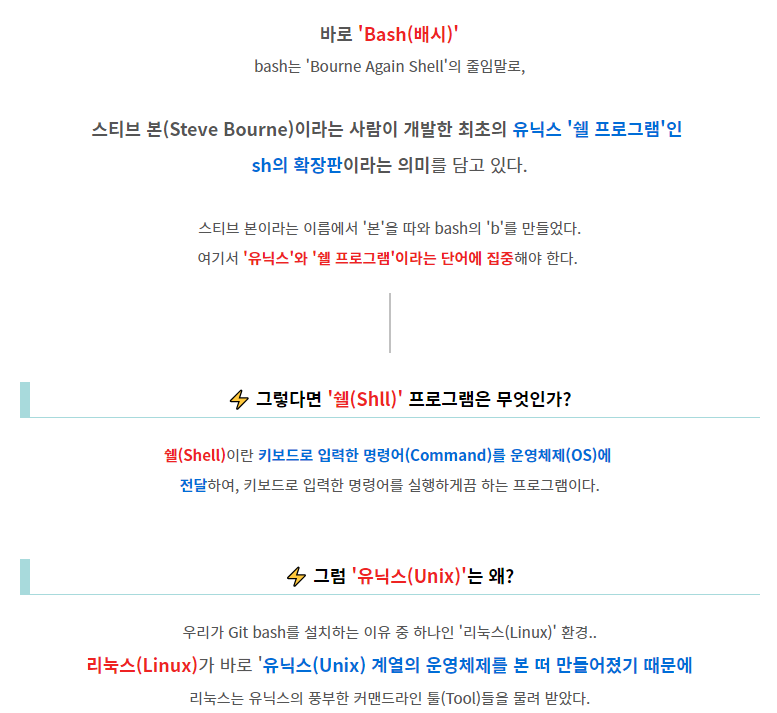 바로 'Bash(배시)'
bash는 'Bourne Again Shell'의 줄임말로,
스티브 본(Steve Bourne)이라는 사람이 개발한 최초의 유닉스 '쉘 프로그램'인
sh의 확장판이라는 의미를 담고 있다.
스티브 본이라는 이름에서 '본'을 따와 bash의 'b'를 만들었다.
여기서 '유닉스'와 '쉘 프로그램'이라는 단어에 집중해야 한다.
⚡ 그렇다면 '쉘(Shll)' 프로그램은 무엇인가?
쉘(Shell)이란 키보드로 입력한 명령어(Command)를 운영체제(OS)에
전달하여, 키보드로 입력한 명령어를 실행하게끔 하는 프로그램이다.
⚡ 그럼 '유닉스(Unix)'는 왜?
우리가 Git bash를 설치하는 이유 중 하나인 '리눅스(Linux)' 환경..
리눅스(Linux)가 바로 '유닉스(Unix) 계열의 운영체제를 본 떠 만들어졌기 때문에
리눅스는 유닉스의 풍부한 커맨드라인 툴(Tool)들을 물려 받았다.